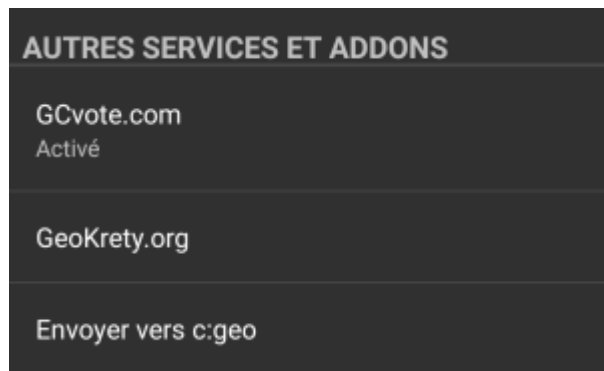 AUTRES SERVICES ET ADDONS
GCvote.com
Activé
GeoKrety.org
Envoyer vers c:geo